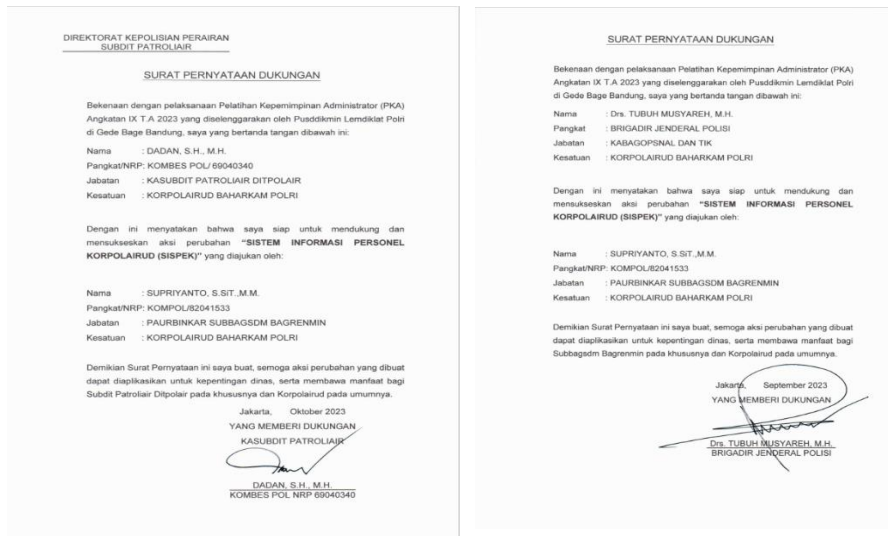 DIREKTORAT KEPOLISIAN PERAIRAN
SUBDIT PATROLIAIR
SURAT PERNYATAAN DUKUNGAN
Bekenaan dengan pelaksanaan Pelatihan Kepemimpinan Administrator (PKA)
Angkatan IX T.A 2023 yang diselenggarakan oleh Pusddikmin Lemdiklat Polri
di Gede Bage Bandung, saya yang bertanda tangan dibawah ini:
Nama : DADAN, S.H., M.H.
Pangkat/NRP: KOMBES POL/ 69040340
Jabatan : KASUBDIT PATROLIAIR DITPOLAIR
Kesatuan : KORPOLAIRUD BAHARKAM POLRI
Dengan ini menyatakan bahwa saya siap untuk mendukung dan
mensukseskan aksi perubahan “SISTEM INFORMASI PERSONEL
KORPOLAIRUD (SISPEK)” yang diajukan oleh:
Nama : SUPRIYANTO, S.SiT.,M.M.
Pangkat/NRP: KOMPOL/82041533
Jabatan : PAURBINKAR SUBBAGSDM BAGRENMIN
Kesatuan : KORPOLAIRUD BAHARKAM POLRI
Demikian Surat Pernyataan ini saya buat, semoga aksi perubahan yang dibuat
dapat diaplikasikan untuk kepentingan dinas, serta membawa manfaat bagi
Subdit Patroliair Ditpolair pada khususnya dan Korpolairud pada umumnya.
Jakarta, Oktober 2023
YANG MEMBERI DUKUNGAN
KASUBDIT PATROLIAIR
DADAN, S.H., M.H.
KOMBES POL NRP 69040340
SURAT PERNYATAAN DUKUNGAN
Bekenaan dengan pelaksanaan Pelatihan Kepemimpinan Administrator (PKA)
Angkatan IX T.A 2023 yang diselenggarakan oleh Pusddikmin Lemdiklat Polri
di Gede Bage Bandung, saya yang bertanda tangan dibawah ini:
Nama : Drs. TUBUH MUSYAREH, M.H.
Pangkat : BRIGADIR JENDERAL POLISI
Jabatan : KABAGOPSNAL DAN TIK
Kesatuan : KORPOLAIRUD BAHARKAM POLRI
Dengan ini menyatakan bahwa saya siap untuk mendukung dan
mensukseskan aksi perubahan “SISTEM INFORMASI PERSONEL
KORPOLAIRUD (SISPEK)” yang diajukan oleh:
Nama : SUPRIYANTO, S.SiT.,M.M.
Pangkat/NRP: KOMPOL/82041533
Jabatan : PAURBINKAR SUBBAGSDM BAGRENMIN
Kesatuan : KORPOLAIRUD BAHARKAM POLRI
Demikian Surat Pernyataan ini saya buat, semoga aksi perubahan yang dibuat
dapat diaplikasikan untuk kepentingan dinas, serta membawa manfaat bagi
Subbagsdm Bagrenmin pada khususnya dan Korpolairud pada umumnya.
Jakarta, September 2023
YANG MEMBERI DUKUNGAN
Drs. TUBUH MUSYAREH, M.H.
BRIGADIR JENDERAL POLISI